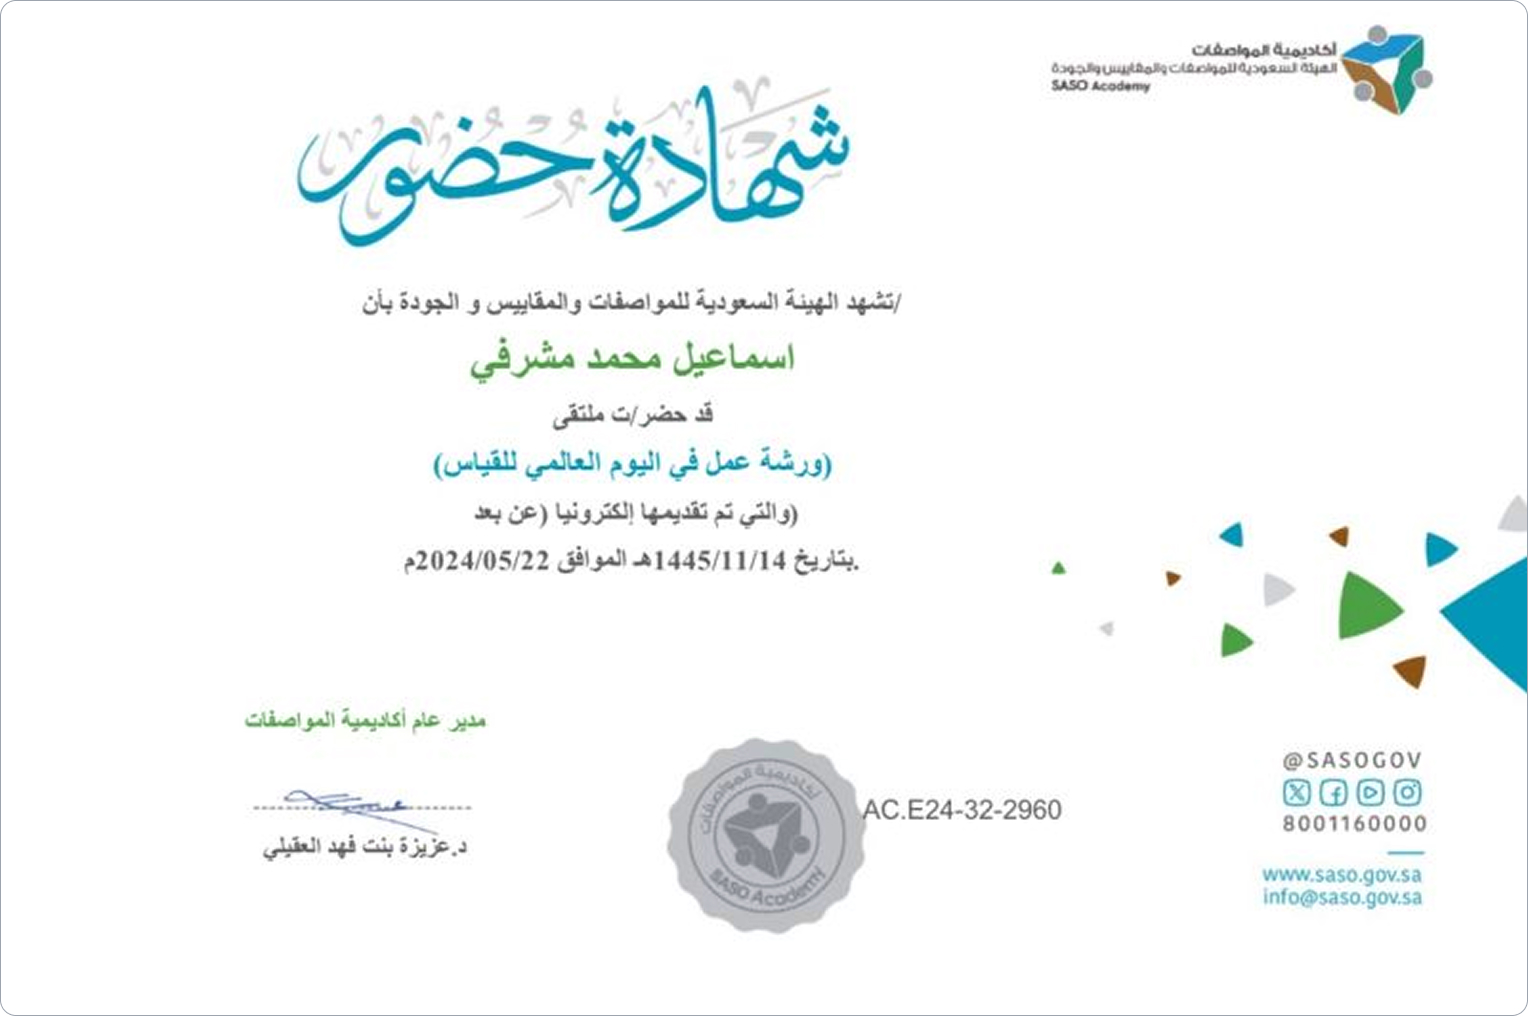 أكاديمية المواصفات
الهيئة السعودية للمواصفات والمقاييس والجودة
SASO Academy
شهادة حضور
تشهد الهيئة السعودية للمواصفات والمقاييس و الجودة بأن/
اسماعيل محمد مشرفي
قد حضر/ت ملتقى
(ورشة عمل في اليوم العالمي للقياس)
(والتي تم تقديمها إلكترونيا (عن بعد
.بتاريخ 1445/11/14هـ الموافق 2024/05/22م
مدير عام أكاديمية المواصفات
د.عزيزة بنت فهد العقيلي
أكاديمية المواصفات
SASO Academy
AC.E24-32-2960
@SASOGOV
8001160000
www.saso.gov.sa
info@saso.gov.sa